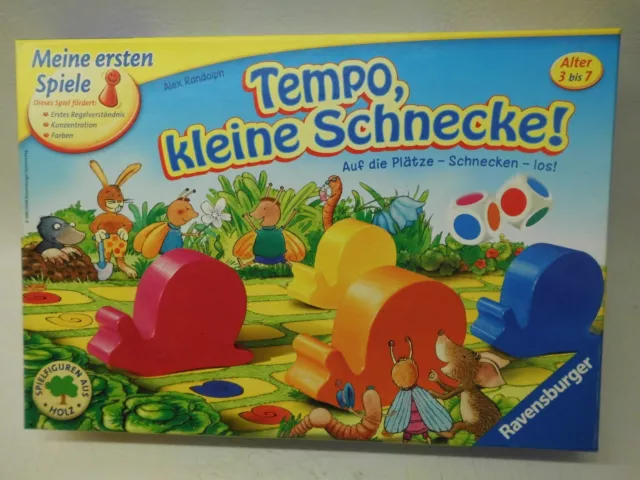 Meine ersten
Spiele
Dieses Spiel fördert:
• Erstes Regelverständnis
• Konzentration
• Farben
Alex Randolph
Alter
3 bis 7
Tempo,
kleine Schnecke!
Auf die Plätze – Schnecken – los!
SPIELFIGUREN AUS
HOLZ
Ravensburger